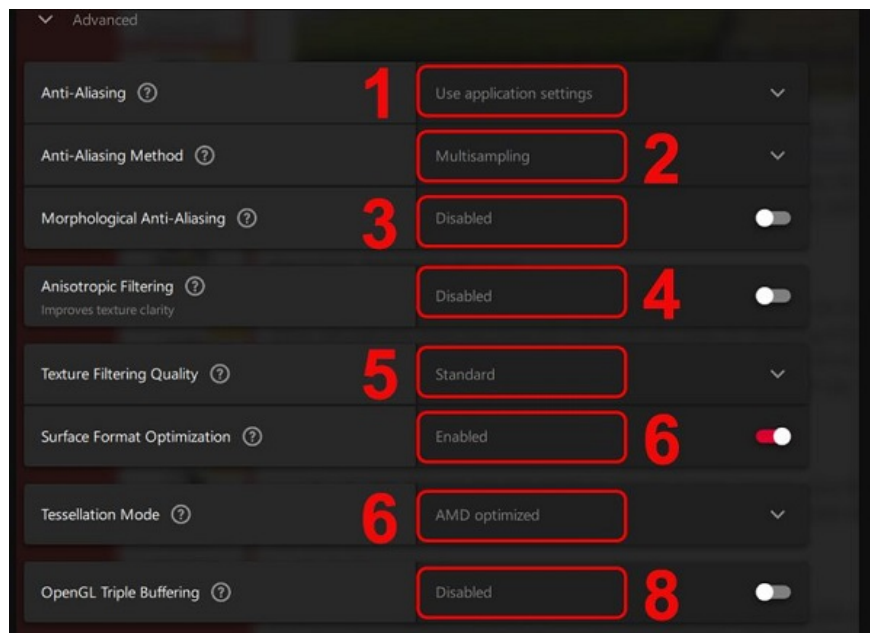 Advanced
Anti-Aliasing ? 1 Use application settings
Anti-Aliasing Method ? Multisampling 2
Morphological Anti-Aliasing ? 3 Disabled
Anisotropic Filtering ? Disabled 4
Improves texture clarity
Texture Filtering Quality ? 5 Standard
Surface Format Optimization ? Enabled 6
Tessellation Mode ? 6 AMD optimized
OpenGL Triple Buffering ? Disabled 8